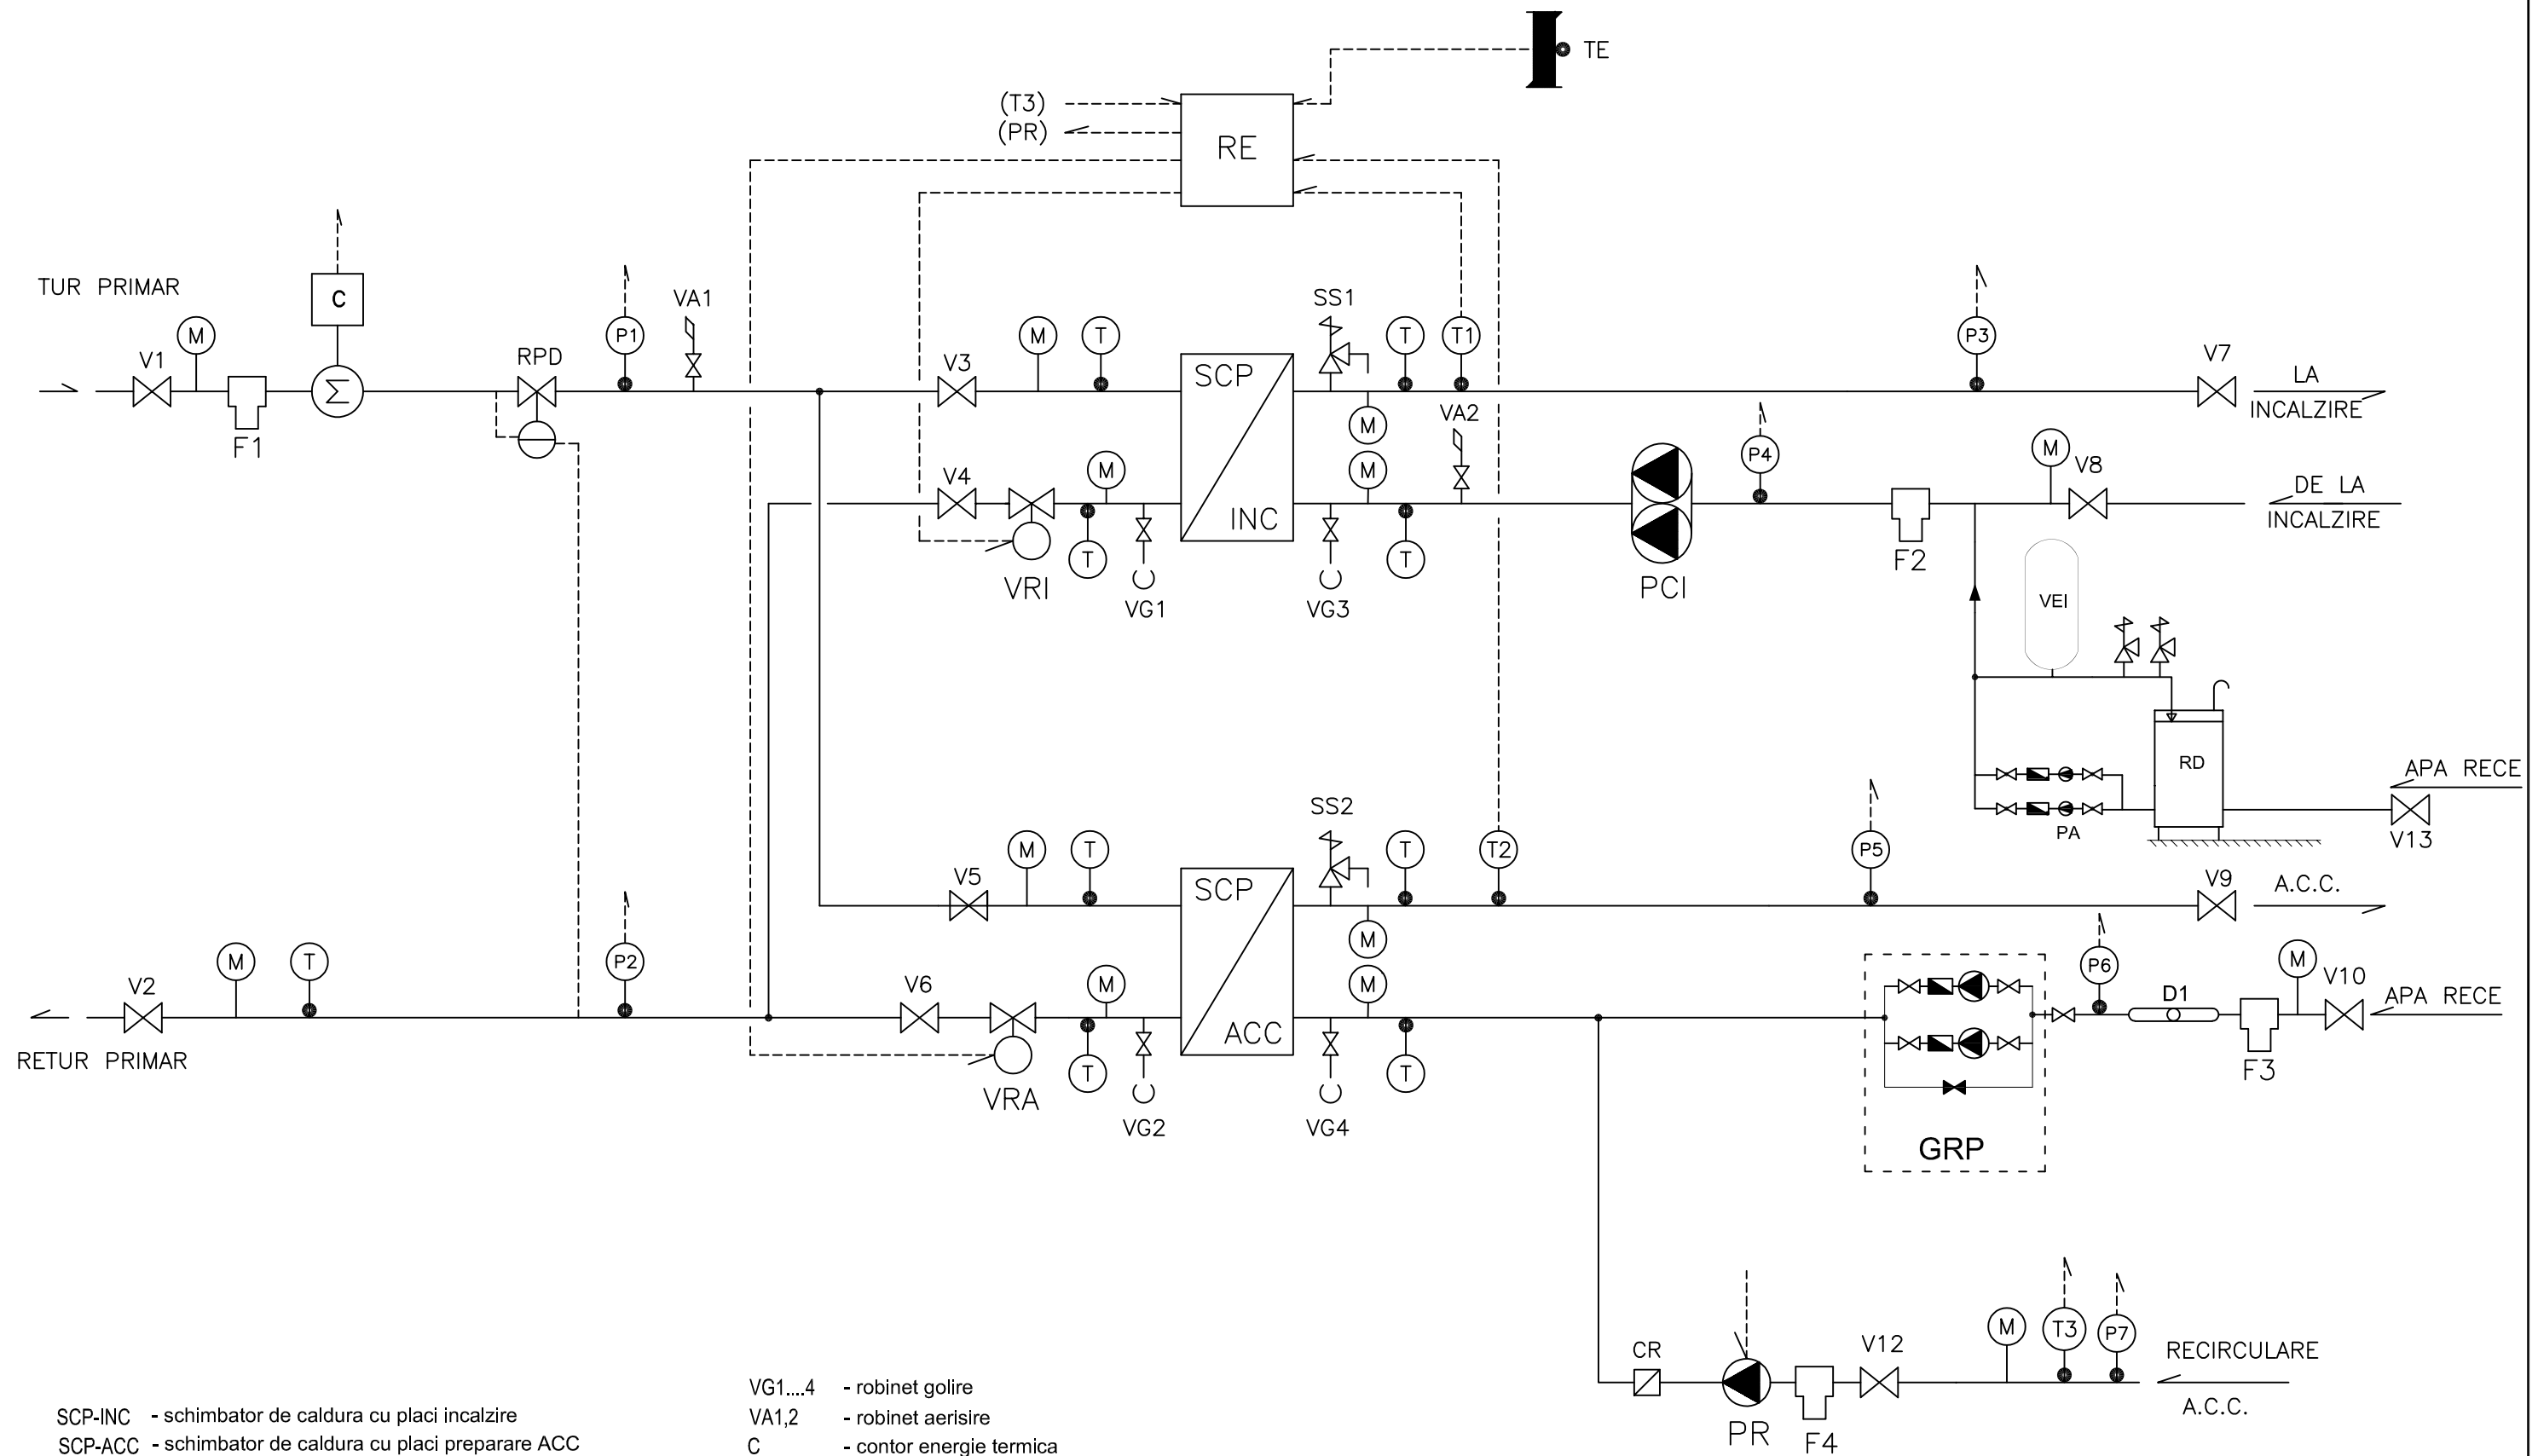 TE
(T3)
(PR)
RE
TUR PRIMAR
C
VA1
SS1
M
V1
RPD
P1
V3
M
T
SCP
T
T1
P3
V7
LA
INCALZIRE
Σ
F1
M
VA2
V4
M
M
P4
M
V8
DE LA
INCALZIRE
INC
VRI
T
VG1
VG3
T
PCI
F2
VEI
RD
APA RECE
PA
V13
SS2
V5
M
T
SCP
T
T2
P5
V9
A.C.C.
M
V2
M
T
P2
V6
M
M
P6
M
V10
D1
APA RECE
ACC
RETUR PRIMAR
VRA
T
VG2
VG4
T
GRP
F3
CR
V12
M
T3
P7
RECIRCULARE
A.C.C.
PR
F4
VG1....4 - robinet golire
SCP-INC - schimbator de caldura cu placi incalzire
VA1,2 - robinet aerisire
SCP-ACC - schimbator de caldura cu placi preparare ACC
C - contor energie termica